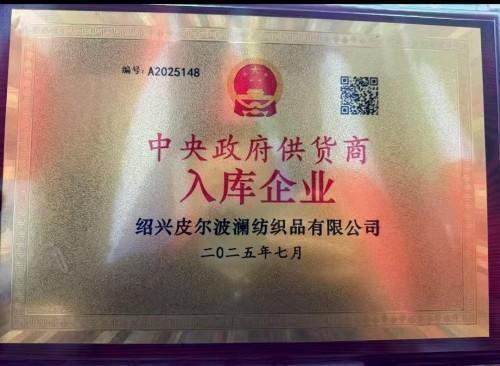 编号:A2025148
中央政府供货商
入库企业
绍兴皮尔波澜纺织品有限公司
二〇二五年七月